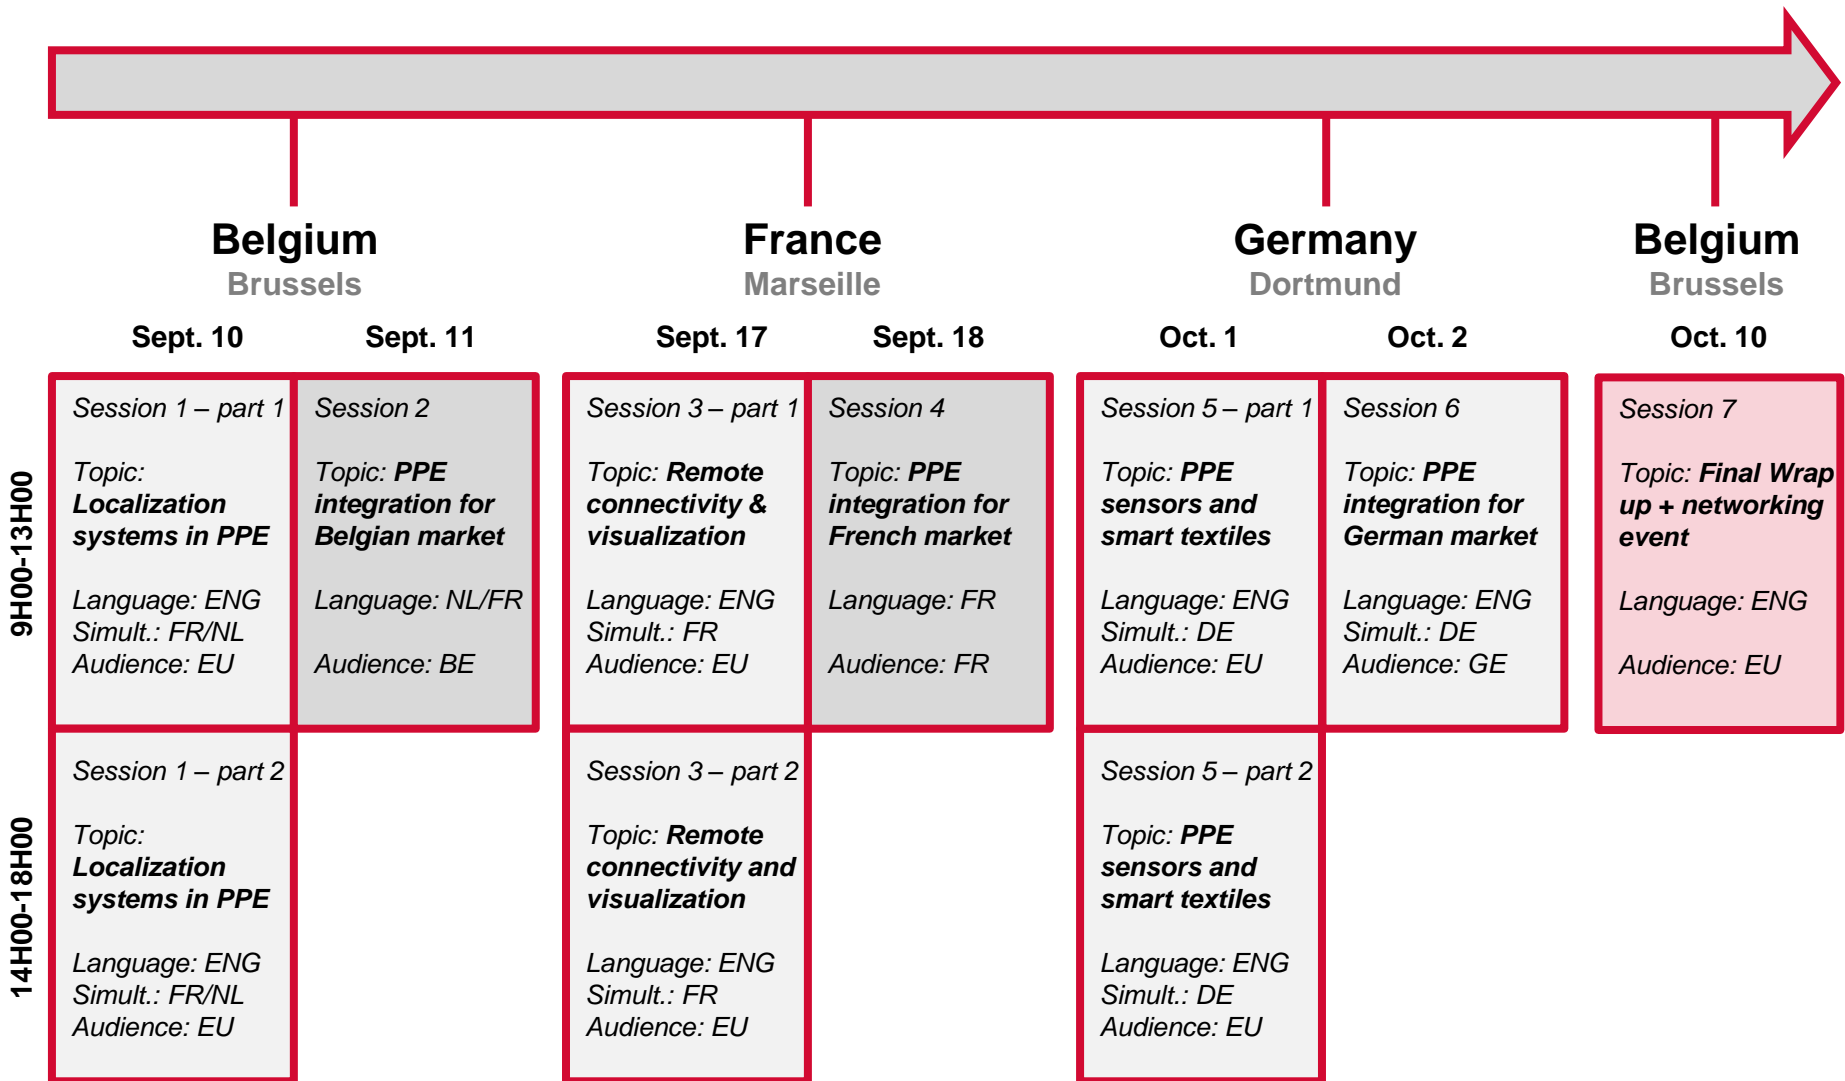 Belgium
Brussels
France
Marseille
Germany
Dortmund
Belgium
Brussels
Sept. 10
Sept. 11
Sept. 17
Sept. 18
Oct. 1
Oct. 2
Oct. 10
9H00-13H00
Session 1 – part 1
Topic:
Localization
systems in PPE
Language: ENG
Simult.: FR/NL
Audience: EU
Session 2
Topic: PPE
integration for
Belgian market
Language: NL/FR
Audience: BE
Session 3 – part 1
Topic: Remote
connectivity &
visualization
Language: ENG
Simult.: FR
Audience: EU
Session 4
Topic: PPE
integration for
French market
Language: FR
Audience: FR
Session 5 – part 1
Topic: PPE
sensors and
smart textiles
Language: ENG
Simult.: DE
Audience: EU
Session 6
Topic: PPE
integration for
German market
Language: ENG
Simult.: DE
Audience: GE
Session 7
Topic: Final Wrap
up + networking
event
Language: ENG
Audience: EU
14H00-18H00
Session 1 – part 2
Topic:
Localization
systems in PPE
Language: ENG
Simult.: FR/NL
Audience: EU
Session 3 – part 2
Topic: Remote
connectivity and
visualization
Language: ENG
Simult.: FR
Audience: EU
Session 5 – part 2
Topic: PPE
sensors and
smart textiles
Language: ENG
Simult.: DE
Audience: EU